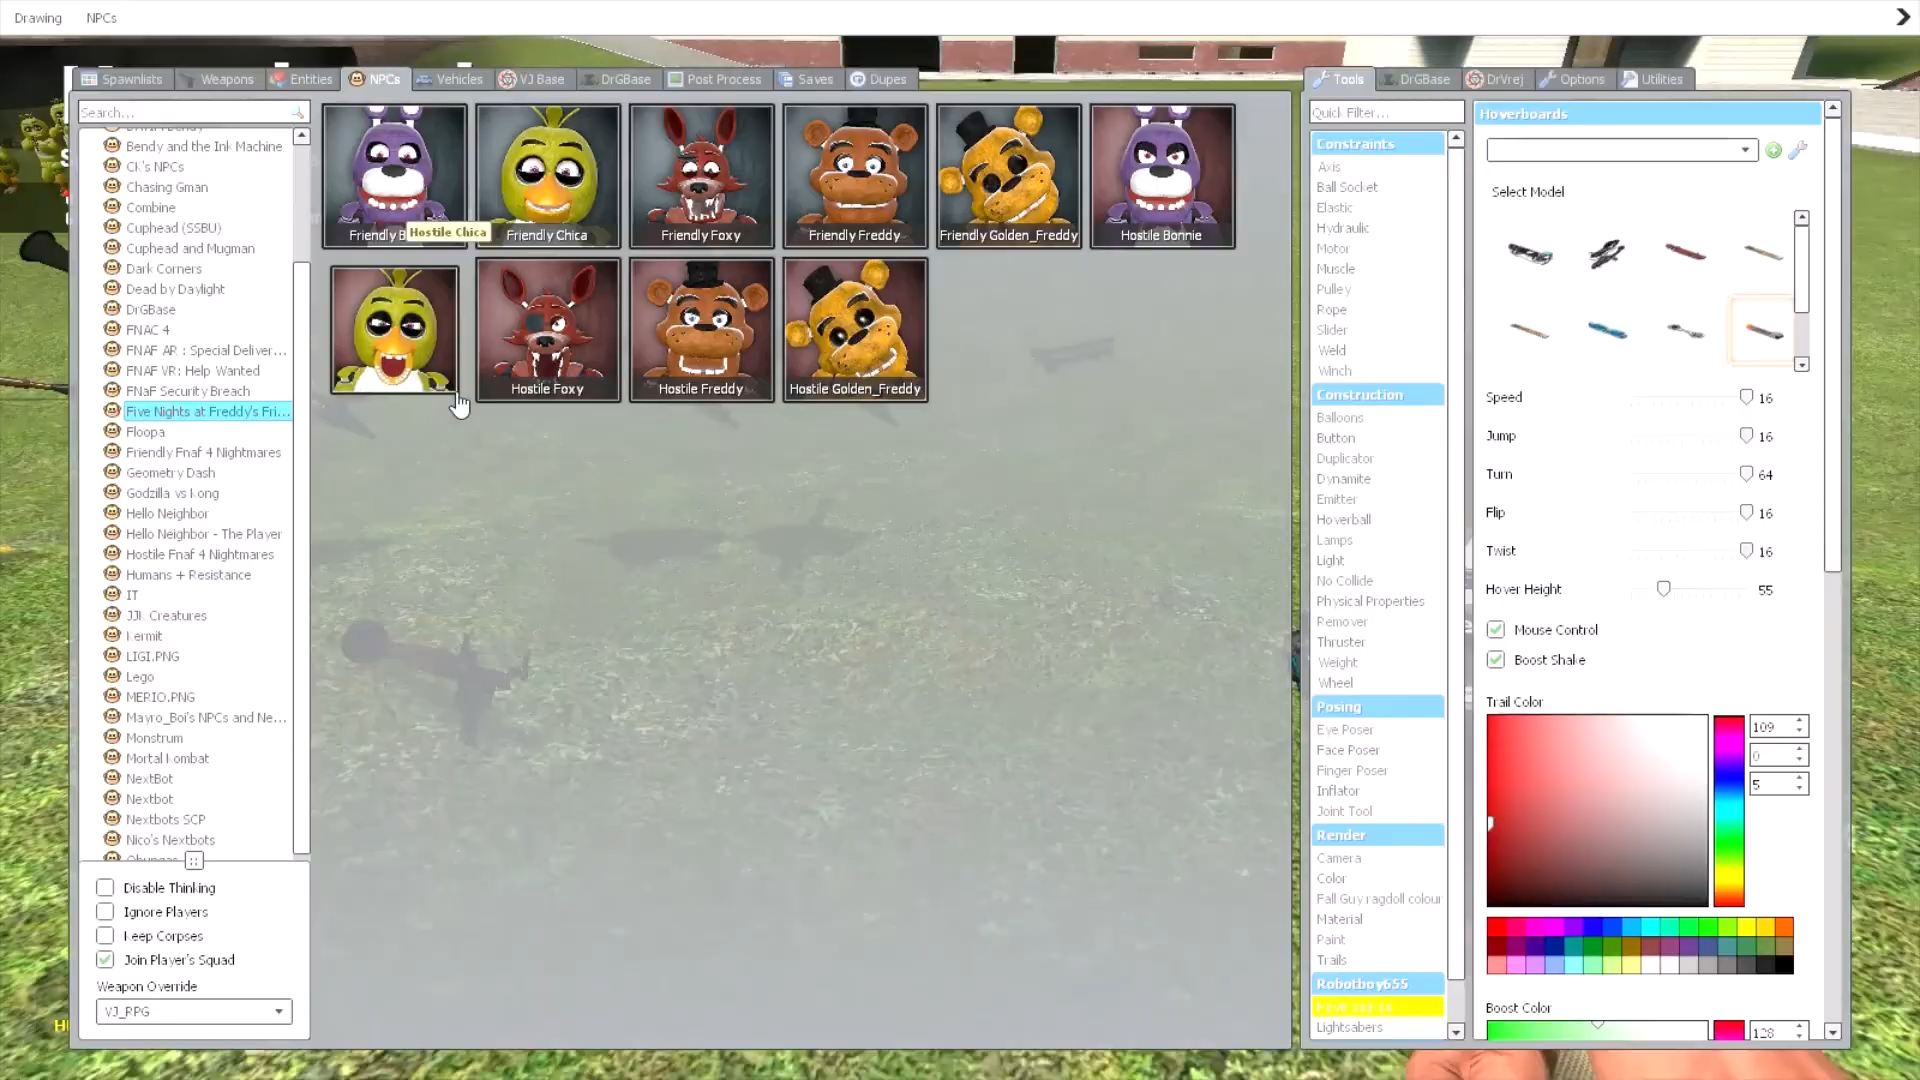 Drawing NPCs
Spawnlists Weapons Entities NPCs Vehicles VJ Base DrGBase Post Process Saves Dupes
Search...
Bendy and the Ink Machine
Ck's NPCs
Chasing Gman
Combine
Cuphead (SSBU)
Cuphead and Mugman
Dark Corners
Dead by Daylight
DrGBase
FNAC 4
FNAF AR : Special Deliver...
FNAF VR: Help Wanted
FNaF Security Breach
Five Nights at Freddy's Fri...
Floopa
Friendly Fnaf 4 Nightmares
Geometry Dash
Godzilla vs Kong
Hello Neighbor
Hello Neighbor - The Player
Hostile Fnaf 4 Nightmares
Humans + Resistance
IT
JJK Creatures
Kermit
LIGI.PNG
Lego
MERIO.PNG
Mayro_Boi's NPCs and Ne...
Monstrum
Mortal Kombat
NextBot
Nextbot
Nextbots SCP
Nico's Nextbots
Disable Thinking
Ignore Players
Keep Corpses
Join Player's Squad
Weapon Override
VJ_RPG
Friendly B
Hostile Chica
Friendly Chica
Friendly Foxy
Friendly Freddy
Friendly Golden_Freddy
Hostile Bonnie
Hostile Foxy
Hostile Freddy
Hostile Golden_Freddy
Tools DrGBase DrVrej Options Utilities
Quick Filter...
Constraints
Axis
Ball Socket
Elastic
Hydraulic
Motor
Muscle
Pulley
Rope
Slider
Weld
Winch
Construction
Balloons
Button
Duplicator
Dynamite
Emitter
Hoverball
Lamps
Light
No Collide
Physical Properties
Remover
Thruster
Weight
Wheel
Posing
Eye Poser
Face Poser
Finger Poser
Inflator
Joint Tool
Render
Camera
Color
Fall Guy ragdoll colour
Material
Paint
Trails
Robotboy655
Lightsabers
Hoverboards
Select Model
Speed 16
Jump 16
Turn 64
Flip 16
Twist 16
Hover Height 55
Mouse Control
Boost Shake
Trail Color
109
0
5
Boost Color
128